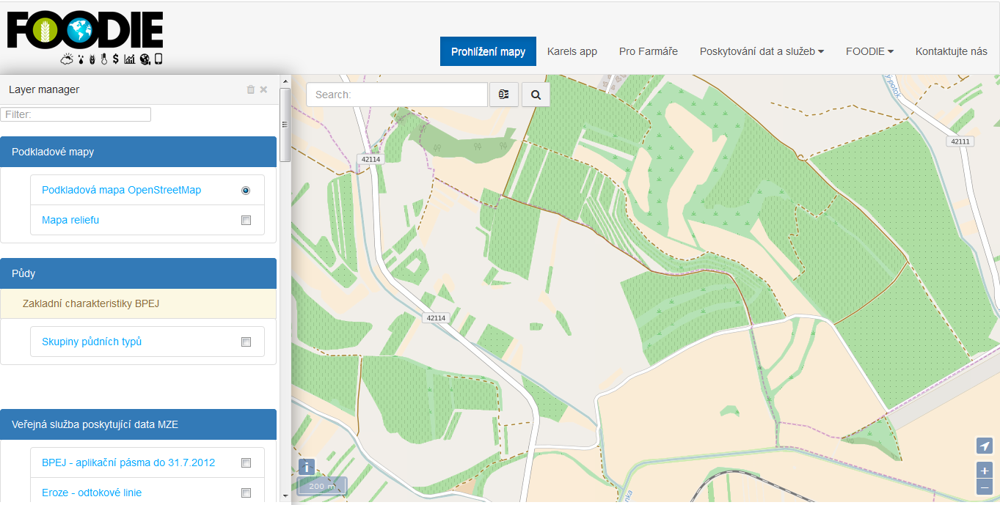 FOODIE
Prohlížení mapy
Karels app
Pro Farmáře
Poskytování dat a služeb
FOODIE
Kontaktujte nás
Layer manager
Filter:
Podkladové mapy
Podkladová mapa OpenStreetMap
Mapa reliefu
Půdy
Zakladní charakteristiky BPEJ
Skupiny půdních typů
Veřejná služba poskytující data MZE
BPEJ - aplikační pásma do 31.7.2012
Eroze - odtokové linie
Search:
42114
42111
42114
200 m